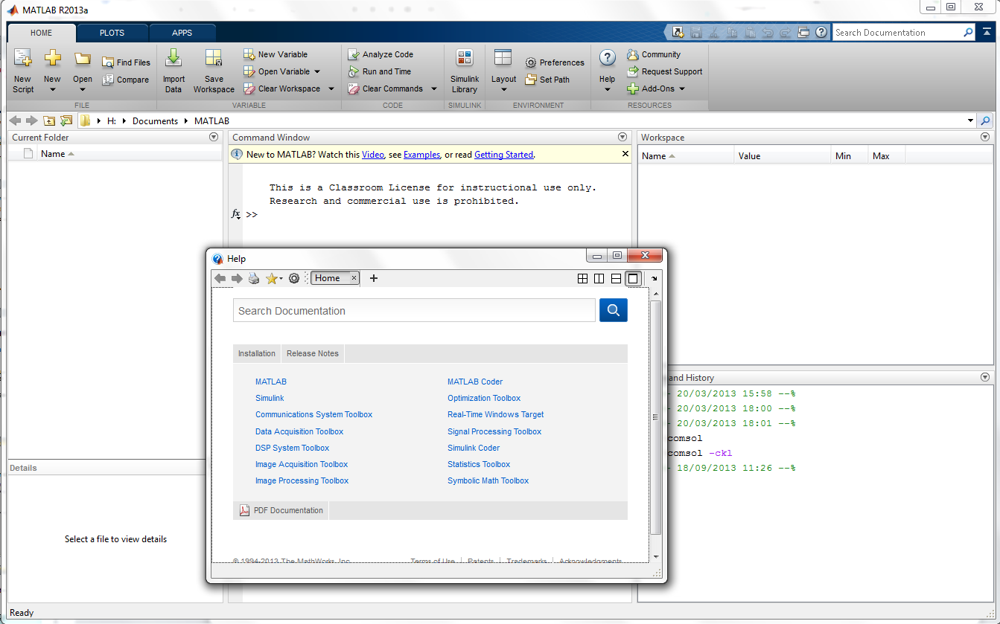 MATLAB R2013a
HOME PLOTS APPS
Search Documentation
New Script
New
Open
Find Files
Compare
FILE
Import Data
Save Workspace
New Variable
Open Variable
Clear Workspace
VARIABLE
Analyze Code
Run and Time
Clear Commands
CODE
Simulink Library
SIMULINK
Layout
Preferences
Set Path
ENVIRONMENT
Help
Community
Request Support
Add-Ons
RESOURCES
H: Documents MATLAB
Current Folder
Name
Details
Select a file to view details
Command Window
New to MATLAB? Watch this Video, see Examples, or read Getting Started.
This is a Classroom License for instructional use only.
Research and commercial use is prohibited.
fx >>
Workspace
Name Value Min Max
and History
- 20/03/2013 15:58 --%
- 20/03/2013 18:00 --%
- 20/03/2013 18:01 --%
comsol
comsol -ckl
- 18/09/2013 11:26 --%
Help
Home
Search Documentation
Installation Release Notes
MATLAB
Simulink
Communications System Toolbox
Data Acquisition Toolbox
DSP System Toolbox
Image Acquisition Toolbox
Image Processing Toolbox
MATLAB Coder
Optimization Toolbox
Real-Time Windows Target
Signal Processing Toolbox
Simulink Coder
Statistics Toolbox
Symbolic Math Toolbox
PDF Documentation
© 1994-2013 The MathWorks, Inc. Terms of Use Patents Trademarks Acknowledgments
Ready